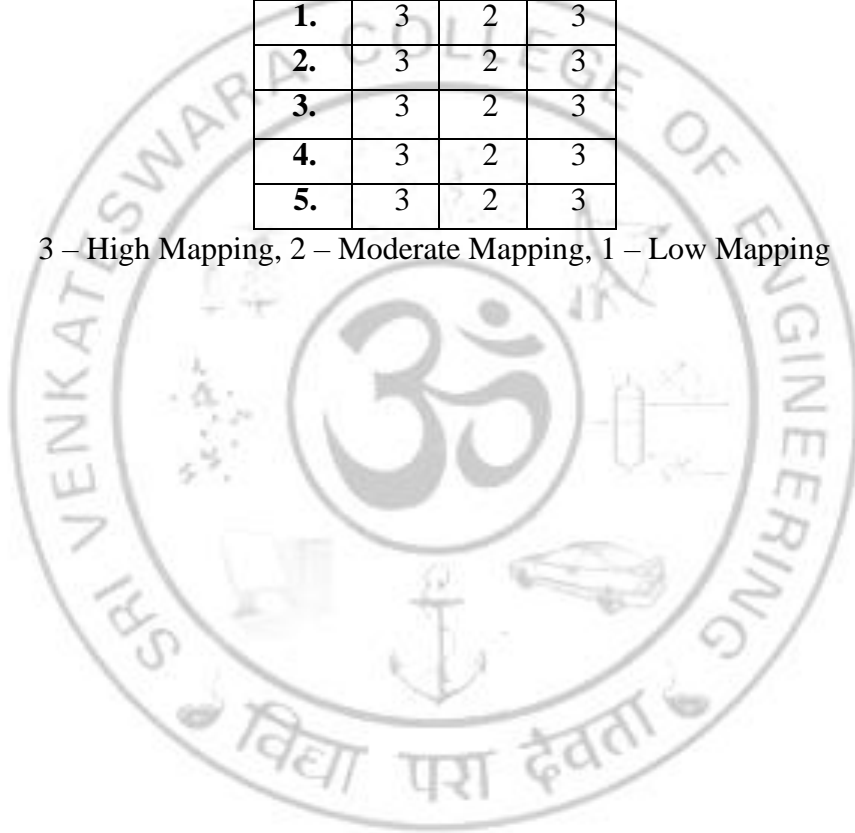 1. 3 2 3
2. 3 2 3
3. 3 2 3
4. 3 2 3
5. 3 2 3
3 – High Mapping, 2 – Moderate Mapping, 1 – Low Mapping
SRI VENKATESWARA COLLEGE OF ENGINEERING
ॐ
विद्या परा देवता